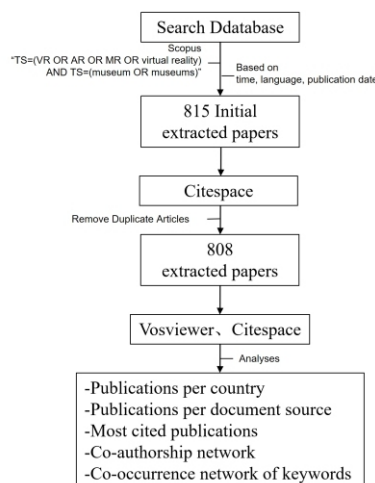 Search Ddatabase
Scopus
“TS=(VR OR AR OR MR OR virtual reality)
AND TS=(museum OR museums)”
Based on
time, language, publication date
815 Initial
extracted papers
Citespace
Remove Duplicate Articles
808
extracted papers
Vosviewer、Citespace
Analyses
-Publications per country
-Publications per document source
-Most cited publications
-Co-authorship network
-Co-occurrence network of keywords